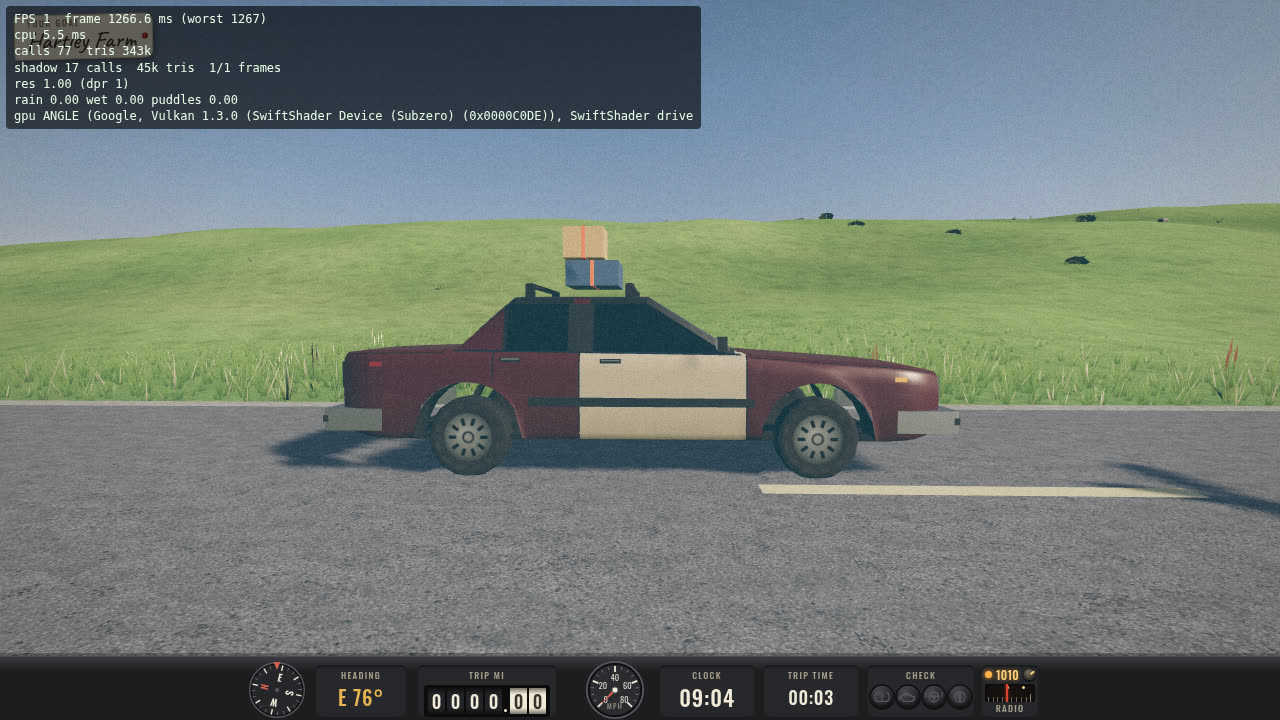 FPS 1 frame 1266.6 ms (worst 1267)
cpu 5.5 ms
Hartley Farm
calls 77 tris 343k
shadow 17 calls 45k tris 1/1 frames
res 1.00 (dpr 1)
rain 0.00 wet 0.00 puddles 0.00
gpu ANGLE (Google, Vulkan 1.3.0 (SwiftShader Device (Subzero) (0x0000C0DE)), SwiftShader drive
N E S W
HEADING
E 76°
TRIP MI
0000.00
0 20 40 60 80
MPH
CLOCK
09:04
TRIP TIME
00:03
CHECK
1010
RADIO